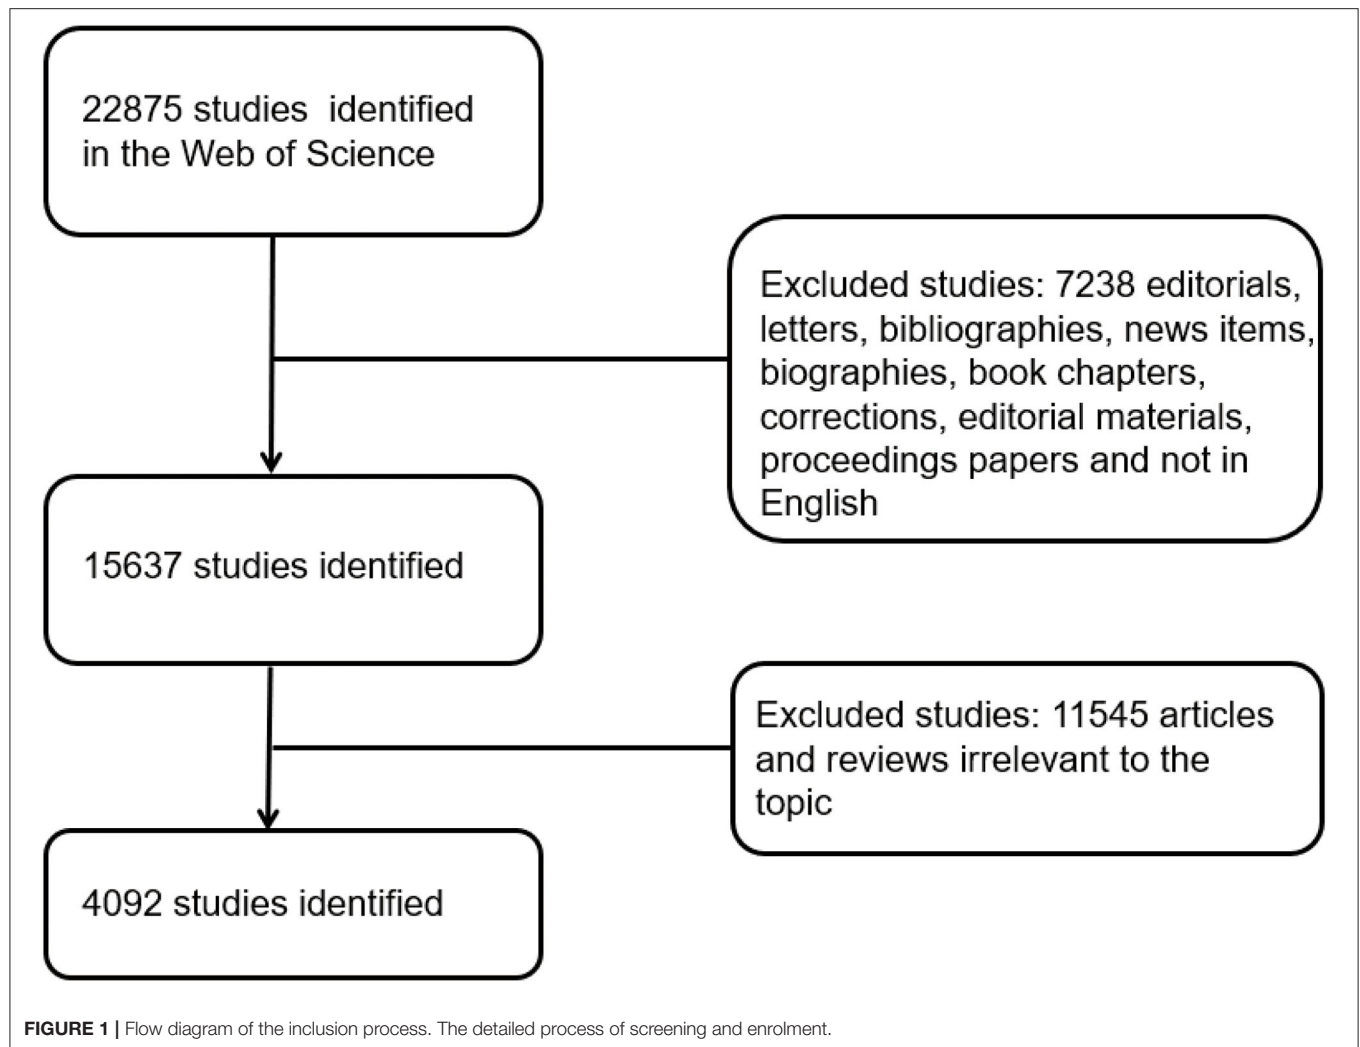 22875 studies  identified
in the Web of Science
Excluded studies: 7238 editorials,
letters, bibliographies, news items,
biographies, book chapters,
corrections, editorial materials,
proceedings papers and not in
English
15637 studies identified
Excluded studies: 11545 articles
and reviews irrelevant to the
topic
4092 studies identified
FIGURE 1 | Flow diagram of the inclusion process. The detailed process of screening and enrolment.